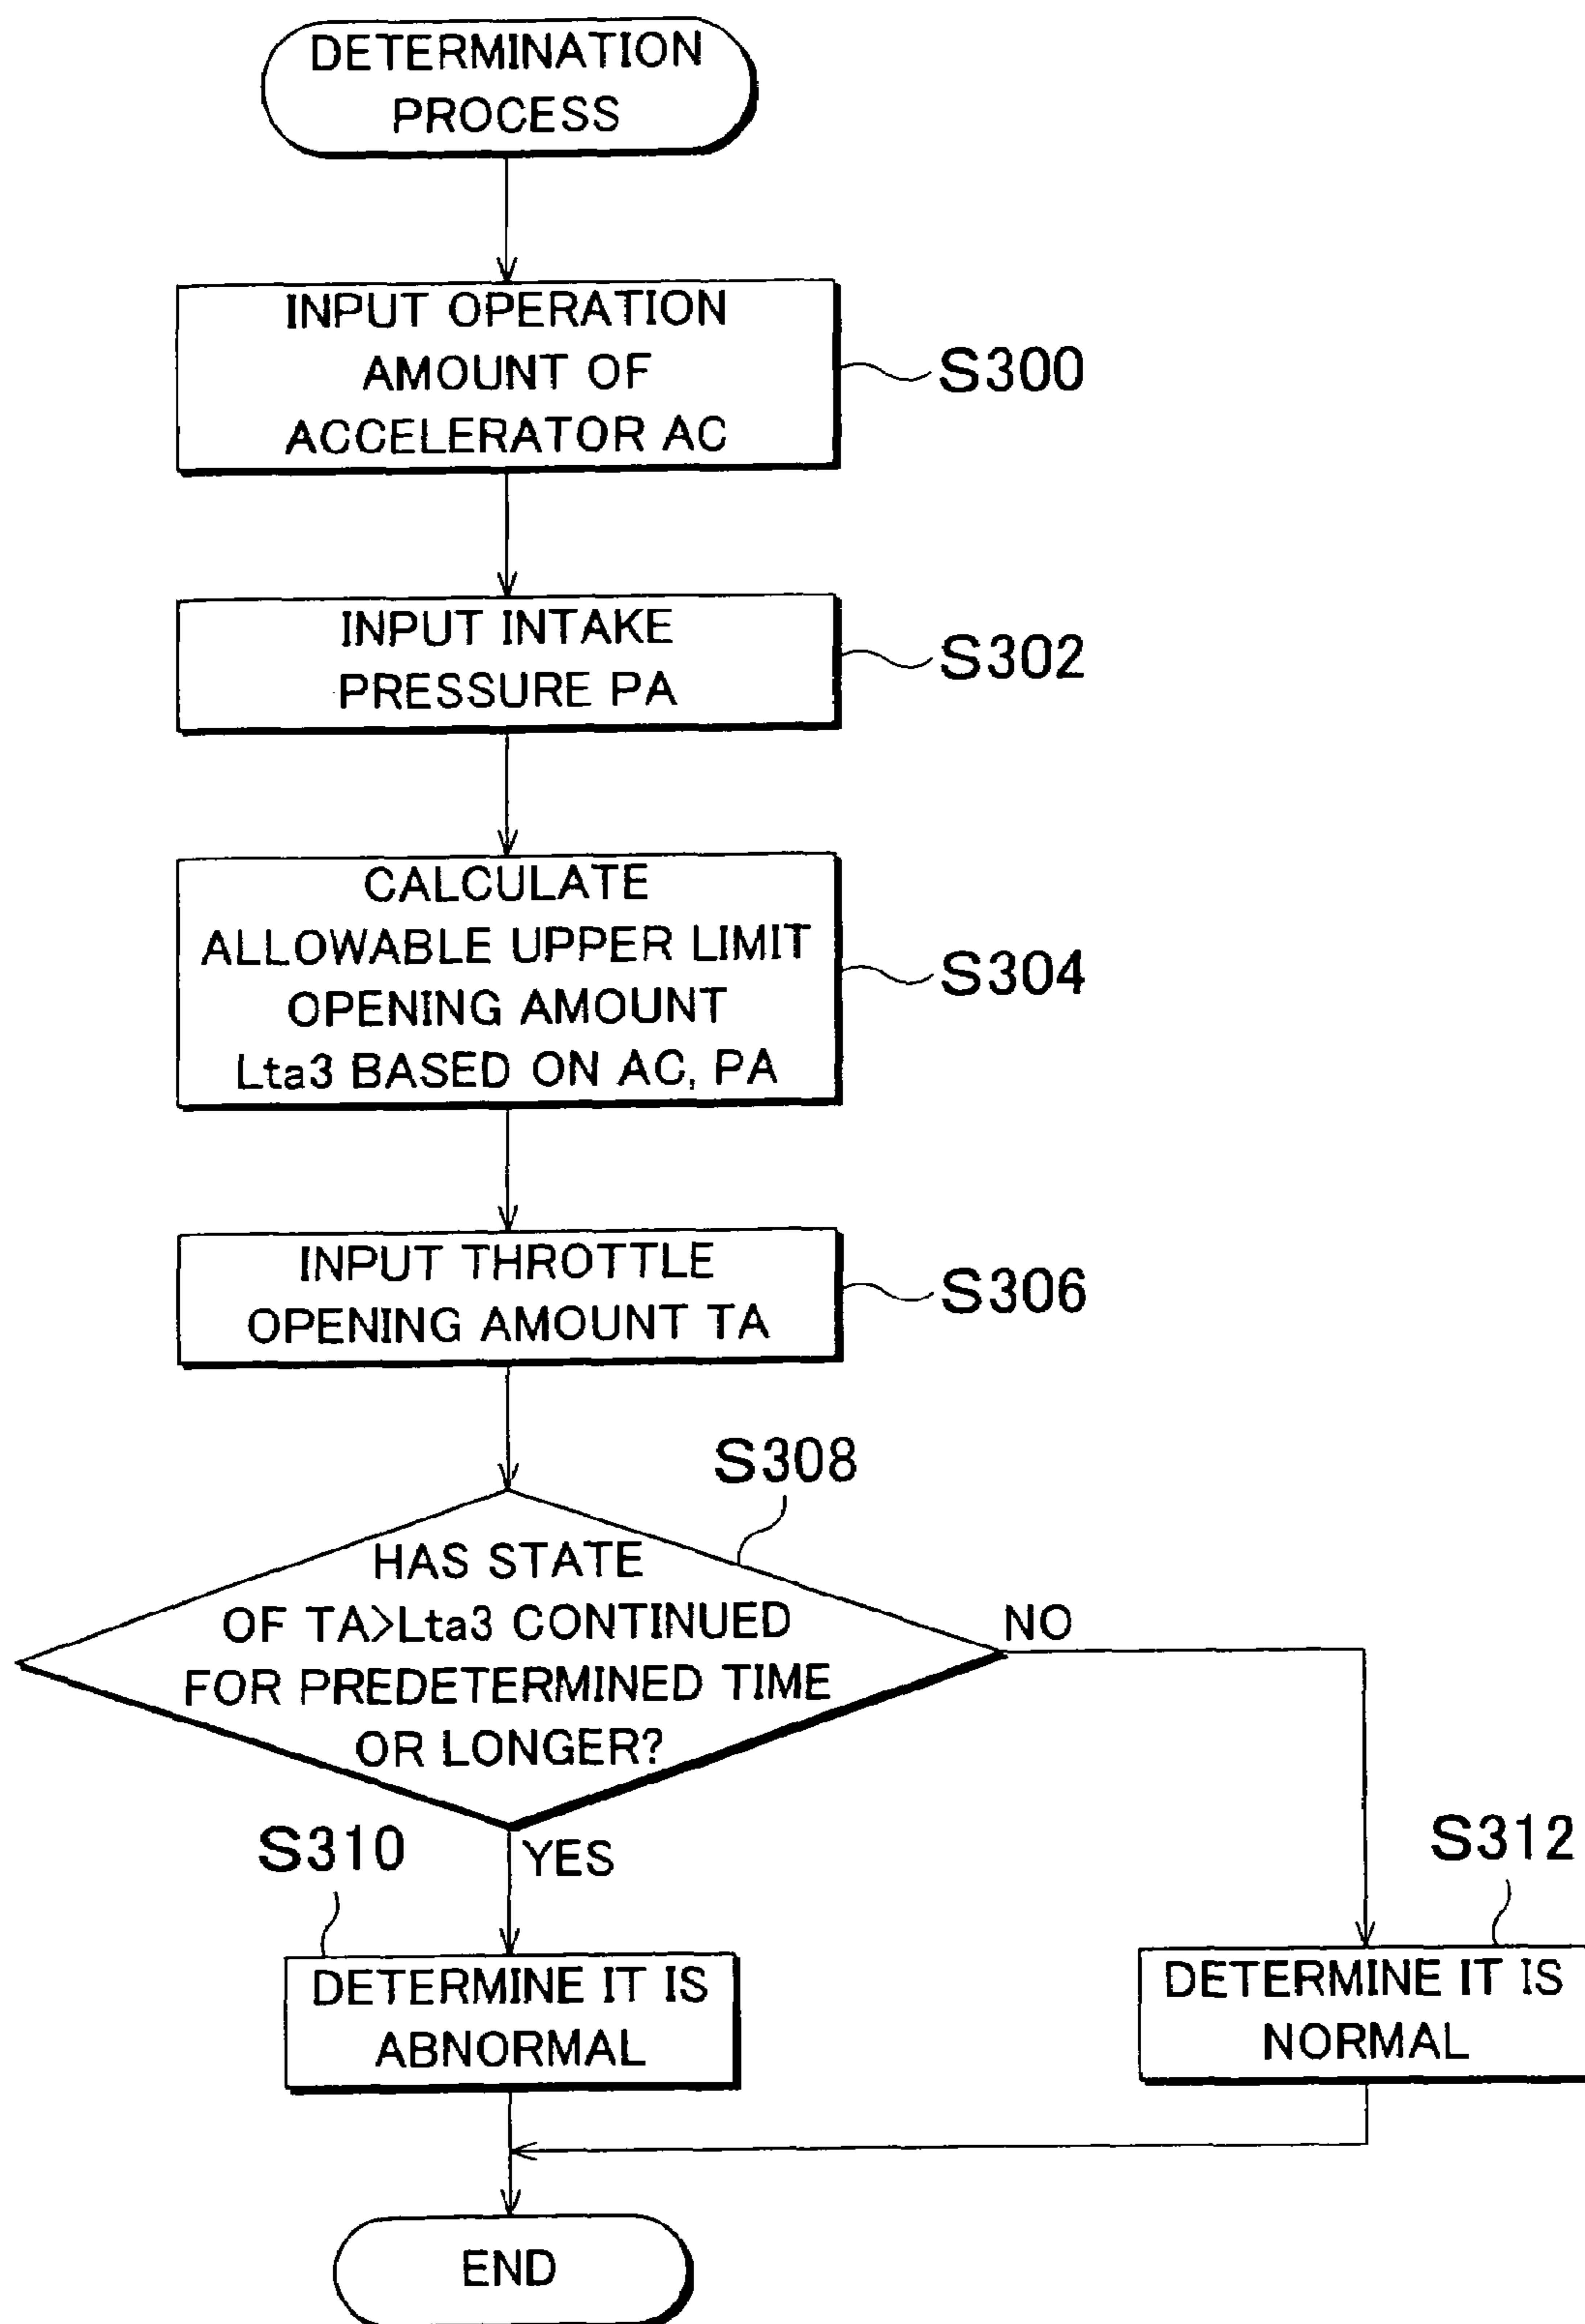 DETERMINATION
PROCESS
INPUT OPERATION
AMOUNT OF
ACCELERATOR AC
S300
INPUT INTAKE
PRESSURE PA
S302
CALCULATE
ALLOWABLE UPPER LIMIT
OPENING AMOUNT
Lta3 BASED ON AC, PA
S304
INPUT THROTTLE
OPENING AMOUNT TA
S306
S308
HAS STATE
OF TA>Lta3 CONTINUED
FOR PREDETERMINED TIME
OR LONGER?
NO
YES
S310
DETERMINE IT IS
ABNORMAL
S312
DETERMINE IT IS
NORMAL
END